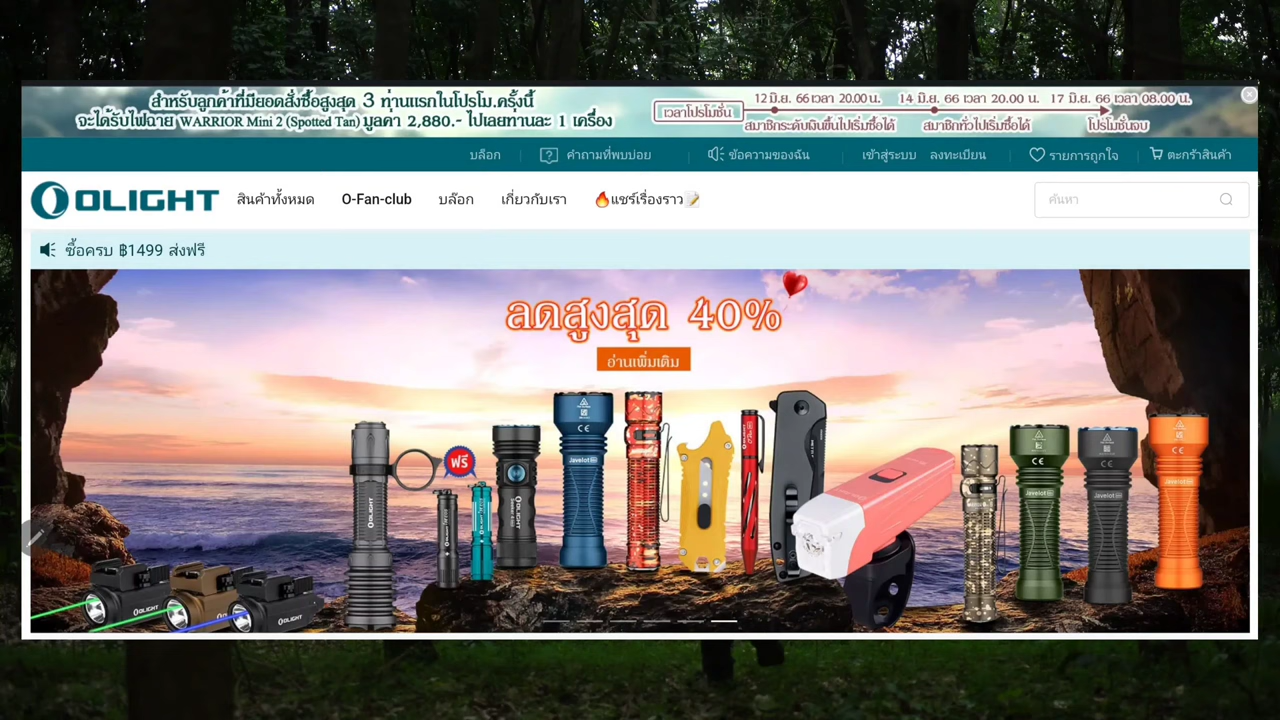 สำหรับลูกค้าที่มียอดสั่งซื้อสูงสุด 3 ท่านแรกในโปรโม.ครั้งนี้
จะได้รับไฟฉาย WARRIOR Mini 2 (Spotted Tan) มูลค่า 2,880.- ไปเลยท่านละ 1 เครื่อง
เวลาโปรโมชั่น
12 มิ.ย. 66 เวลา 20.00 น. 14 มิ.ย. 66 เวลา 20.00 น. 17 มิ.ย. 66 เวลา 08.00 น.
สมาชิกระดับเงินขึ้นไปเริ่มซื้อได้ สมาชิกทั่วไปเริ่มซื้อได้ โปรโมชั่นจบ
บล็อก คำถามที่พบบ่อย ข้อความของฉัน เข้าสู่ระบบ ลงทะเบียน รายการถูกใจ ตะกร้าสินค้า
OLIGHT สินค้าทั้งหมด O-Fan-club บล๊อก เกี่ยวกับเรา 🔥แชร์เรื่องราว📝 ค้นหา
ซื้อครบ ฿1499 ส่งฟรี
ลดสูงสุด 40%
อ่านเพิ่มเติม
ฟรี
CE
Javelot
OLIGHT
OLIGHT
OLIGHT
CE
Javelot
CE
Javelot
CE
Javelot
OLIGHT
OLIGHT